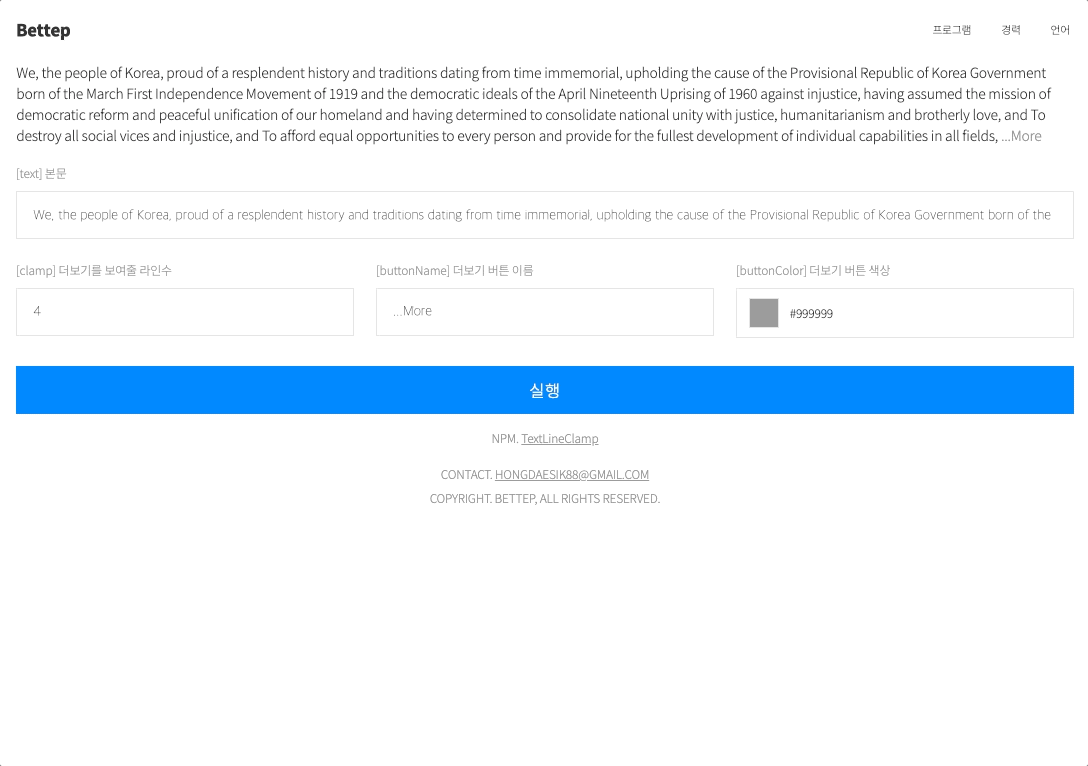 Bettep
프로그램 경력 언어
We, the people of Korea, proud of a resplendent history and traditions dating from time immemorial, upholding the cause of the Provisional Republic of Korea Government
born of the March First Independence Movement of 1919 and the democratic ideals of the April Nineteenth Uprising of 1960 against injustice, having assumed the mission of
democratic reform and peaceful unification of our homeland and having determined to consolidate national unity with justice, humanitarianism and brotherly love, and To
destroy all social vices and injustice, and To afford equal opportunities to every person and provide for the fullest development of individual capabilities in all fields, ...More
[text] 본문
We, the people of Korea, proud of a resplendent history and traditions dating from time immemorial, upholding the cause of the Provisional Republic of Korea Government born of the
[clamp] 더보기를 보여줄 라인수
[buttonName] 더보기 버튼 이름
[buttonColor] 더보기 버튼 색상
4
...More
#999999
실행
NPM. TextLineClamp
CONTACT. HONGDAESIK88@GMAIL.COM
COPYRIGHT. BETTEP, ALL RIGHTS RESERVED.